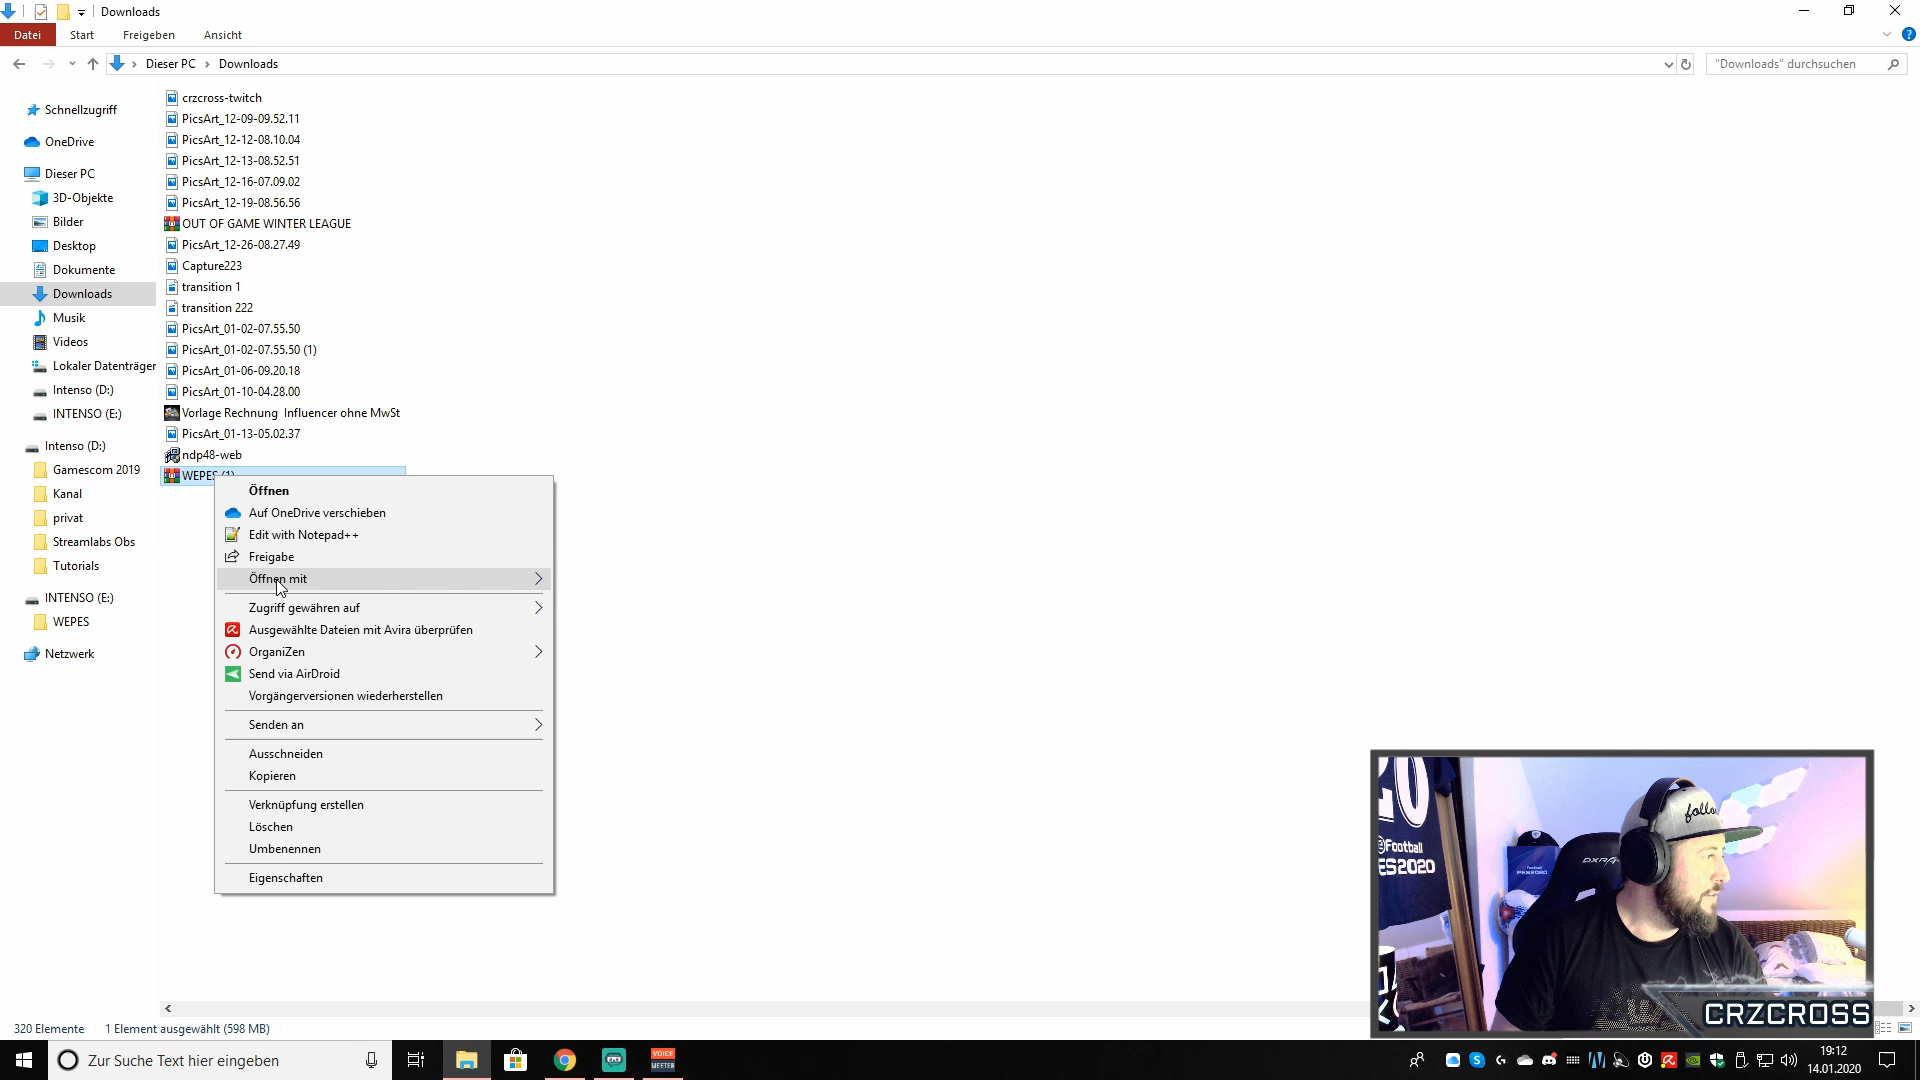 Downloads
Datei Start Freigeben Ansicht
Dieser PC > Downloads
"Downloads" durchsuchen
Schnellzugriff
OneDrive
Dieser PC
3D-Objekte
Bilder
Desktop
Dokumente
Downloads
Musik
Videos
Lokaler Datenträger
Intenso (D:)
INTENSO (E:)
Intenso (D:)
Gamescom 2019
Kanal
privat
Streamlabs Obs
Tutorials
INTENSO (E:)
WEPES
Netzwerk
crzcross-twitch
PicsArt_12-09-09.52.11
PicsArt_12-12-08.10.04
PicsArt_12-13-08.52.51
PicsArt_12-16-07.09.02
PicsArt_12-19-08.56.56
OUT OF GAME WINTER LEAGUE
PicsArt_12-26-08.27.49
Capture223
transition 1
transition 222
PicsArt_01-02-07.55.50
PicsArt_01-02-07.55.50 (1)
PicsArt_01-06-09.20.18
PicsArt_01-10-04.28.00
Vorlage Rechnung Influencer ohne MwSt
PicsArt_01-13-05.02.37
ndp48-web
WEPES (1)
Öffnen
Auf OneDrive verschieben
Edit with Notepad++
Freigabe
Öffnen mit
Zugriff gewähren auf
Ausgewählte Dateien mit Avira überprüfen
OrganiZen
Send via AirDroid
Vorgängerversionen wiederherstellen
Senden an
Ausschneiden
Kopieren
Verknüpfung erstellen
Löschen
Umbenennen
Eigenschaften
20
eFootball
PES2020
follo
CRZCROSS
320 Elemente 1 Element ausgewählt (598 MB)
Zur Suche Text hier eingeben
VOICE
MEETER
19:12
14.01.2020